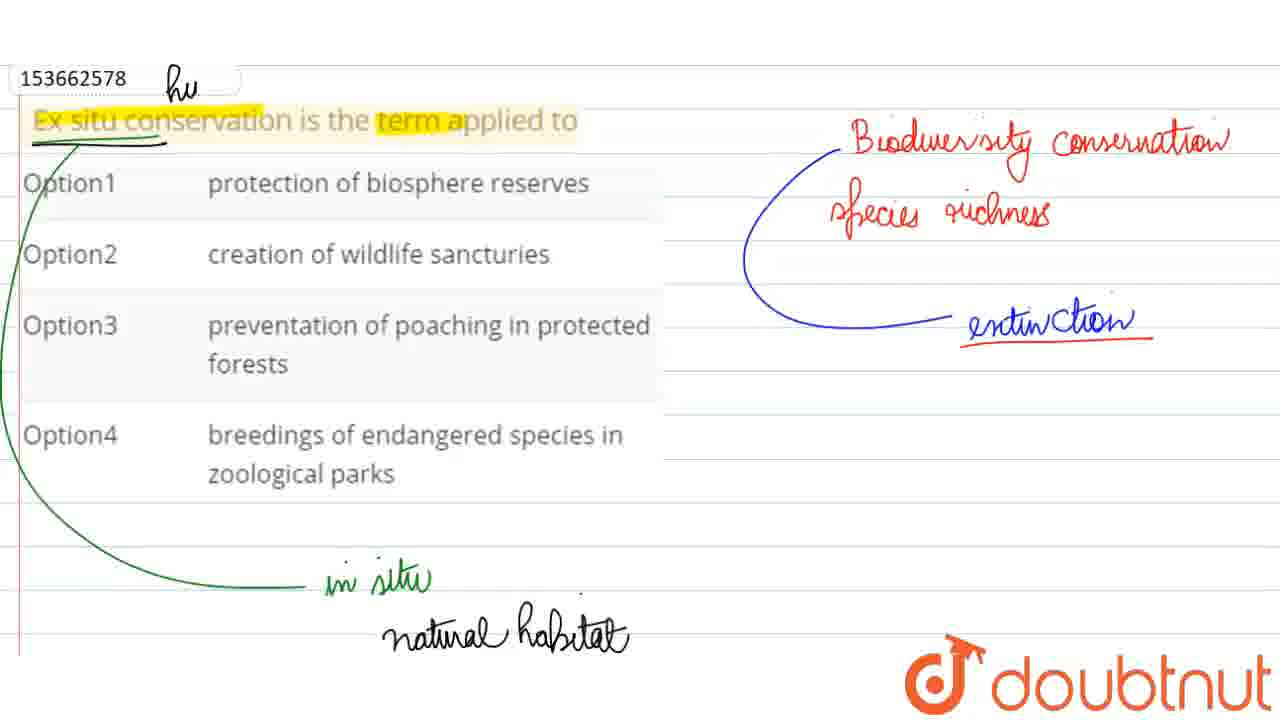 153662578
hu
Ex situ conservation is the term applied to
Option1 protection of biosphere reserves
Option2 creation of wildlife sancturies
Option3 preventation of poaching in protected
forests
Option4 breedings of endangered species in
zoological parks
in situ
natural habitat
Biodiversity conservation
species richness
extinction
doubtnut